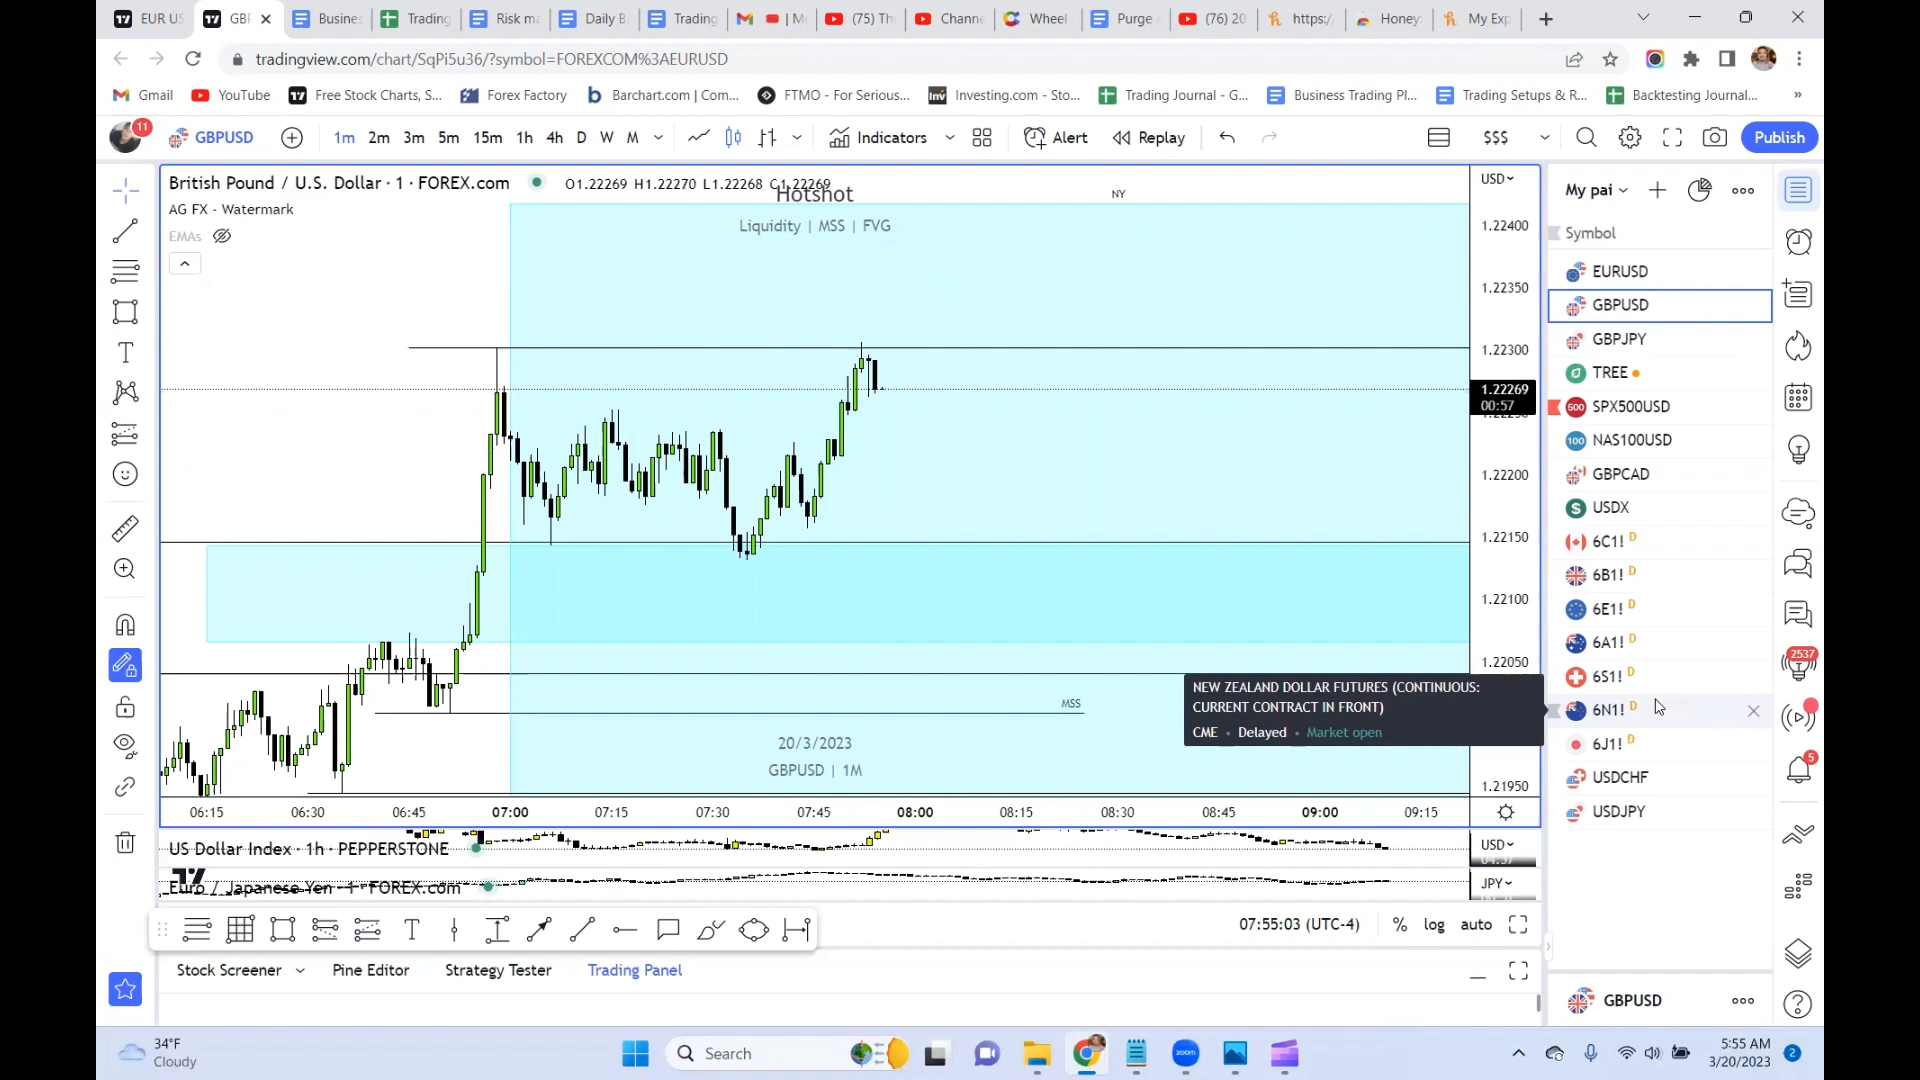 EUR US
GBF
Busines
Trading
Risk ma
Daily B
Trading
(75) Th
Channe
Wheel
Purge
(76) 20
https:/
Honey
My Exp
tradingview.com/chart/SqPi5u36/?symbol=FOREXCOM%3AEURUSD
Gmail
YouTube
Free Stock Charts, S...
Forex Factory
Barchart.com | Com...
FTMO - For Serious...
Investing.com - Sto...
Trading Journal - G...
Business Trading Pl...
Trading Setups & R...
Backtesting Journal...
»
11
GBPUSD
1m 2m 3m 5m 15m 1h 4h D W M
Indicators
Alert
Replay
$$$
Publish
British Pound / U.S. Dollar · 1 · FOREX.com
O1.22269 H1.22270 L1.22268 C1.22269
AG FX - Watermark
EMAs
Hotshot
Liquidity | MSS | FVG
NY
USD
1.22400
1.22350
1.22300
1.22269
00:57
1.22200
1.22150
1.22100
1.22050
1.21950
MSS
20/3/2023
GBPUSD | 1M
NEW ZEALAND DOLLAR FUTURES (CONTINUOUS:
CURRENT CONTRACT IN FRONT)
CME • Delayed • Market open
06:15 06:30 06:45 07:00 07:15 07:30 07:45 08:00 08:15 08:30 08:45 09:00 09:15
US Dollar Index · 1h · PEPPERSTONE
USD
Euro / Japanese Yen · 1 · FOREX.com
JPY
07:55:03 (UTC-4)
% log auto
Stock Screener
Pine Editor
Strategy Tester
Trading Panel
My pai
Symbol
EURUSD
GBPUSD
GBPJPY
TREE
500 SPX500USD
100 NAS100USD
GBPCAD
USDX
6C1! D
6B1! D
6E1! D
6A1! D
6S1! D
6N1! D
6J1! D
USDCHF
USDJPY
GBPUSD
2537
5
34°F
Cloudy
Search
zoom
5:55 AM
3/20/2023
2